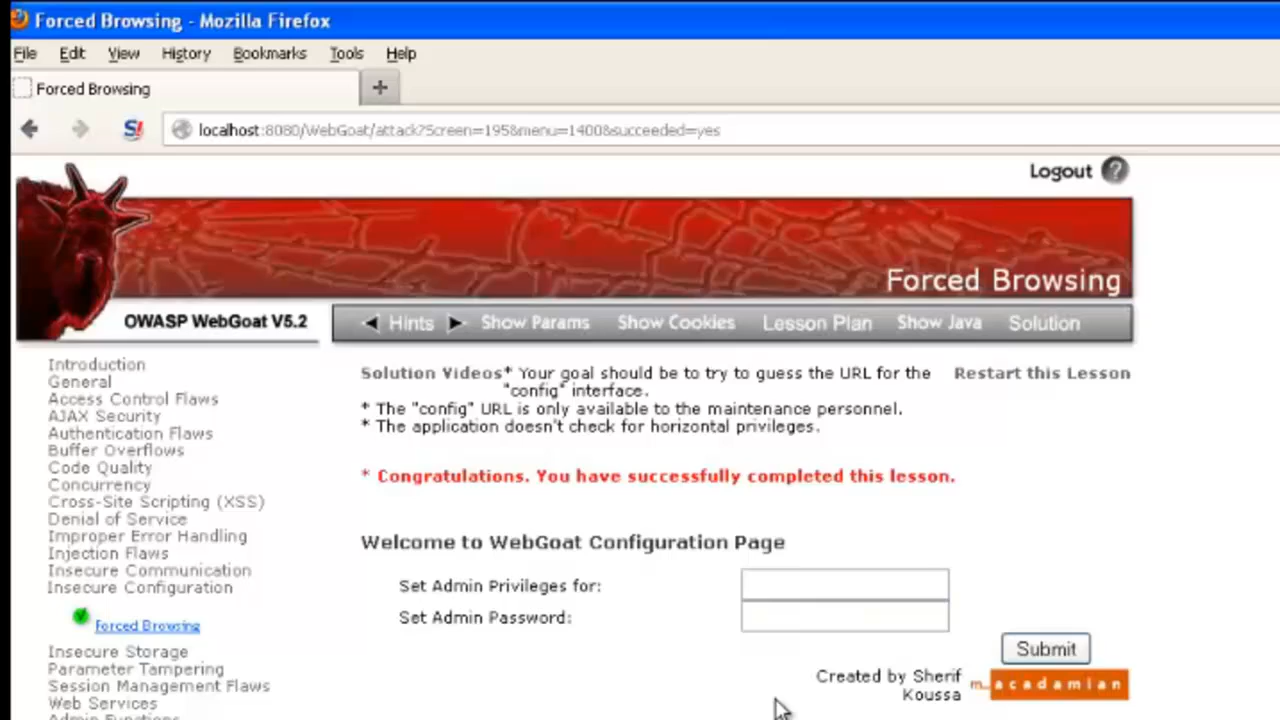 Forced Browsing - Mozilla Firefox
File Edit View History Bookmarks Tools Help
Forced Browsing +
S! localhost:8080/WebGoat/attack?Screen=195&menu=1400&succeeded=yes
Logout ?
Forced Browsing
OWASP WebGoat V5.2
Hints Show Params Show Cookies Lesson Plan Show Java Solution
Introduction
General
Access Control Flaws
AJAX Security
Authentication Flaws
Buffer Overflows
Code Quality
Concurrency
Cross-Site Scripting (XSS)
Denial of Service
Improper Error Handling
Injection Flaws
Insecure Communication
Insecure Configuration
Forced Browsing
Insecure Storage
Parameter Tampering
Session Management Flaws
Web Services
Admin Functions
Solution Videos* Your goal should be to try to guess the URL for the Restart this Lesson
"config" interface.
* The "config" URL is only available to the maintenance personnel.
* The application doesn't check for horizontal privileges.
* Congratulations. You have successfully completed this lesson.
Welcome to WebGoat Configuration Page
Set Admin Privileges for:
Set Admin Password:
Submit
Created by Sherif
Koussa
macadamian